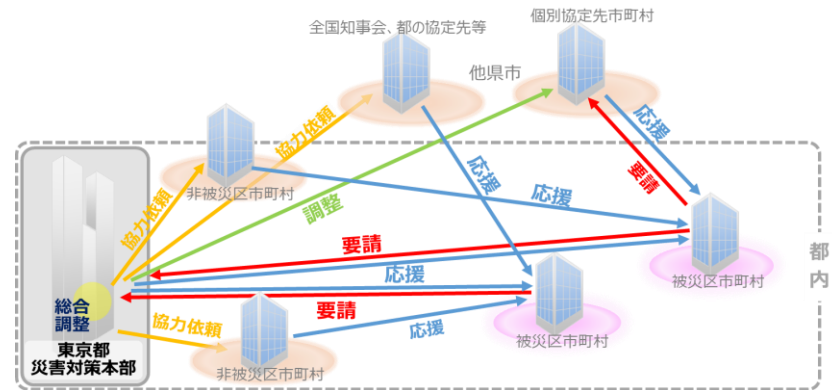 全国知事会、都の協定先等
個別協定先市町村
他県市
協力依頼
応援
非被災区市町村
要請
応援
協力依頼
調整
応援
要請
都内
応援
被災区市町村
総合
調整
要請
協力依頼
応援
被災区市町村
東京都
災害対策本部
非被災区市町村